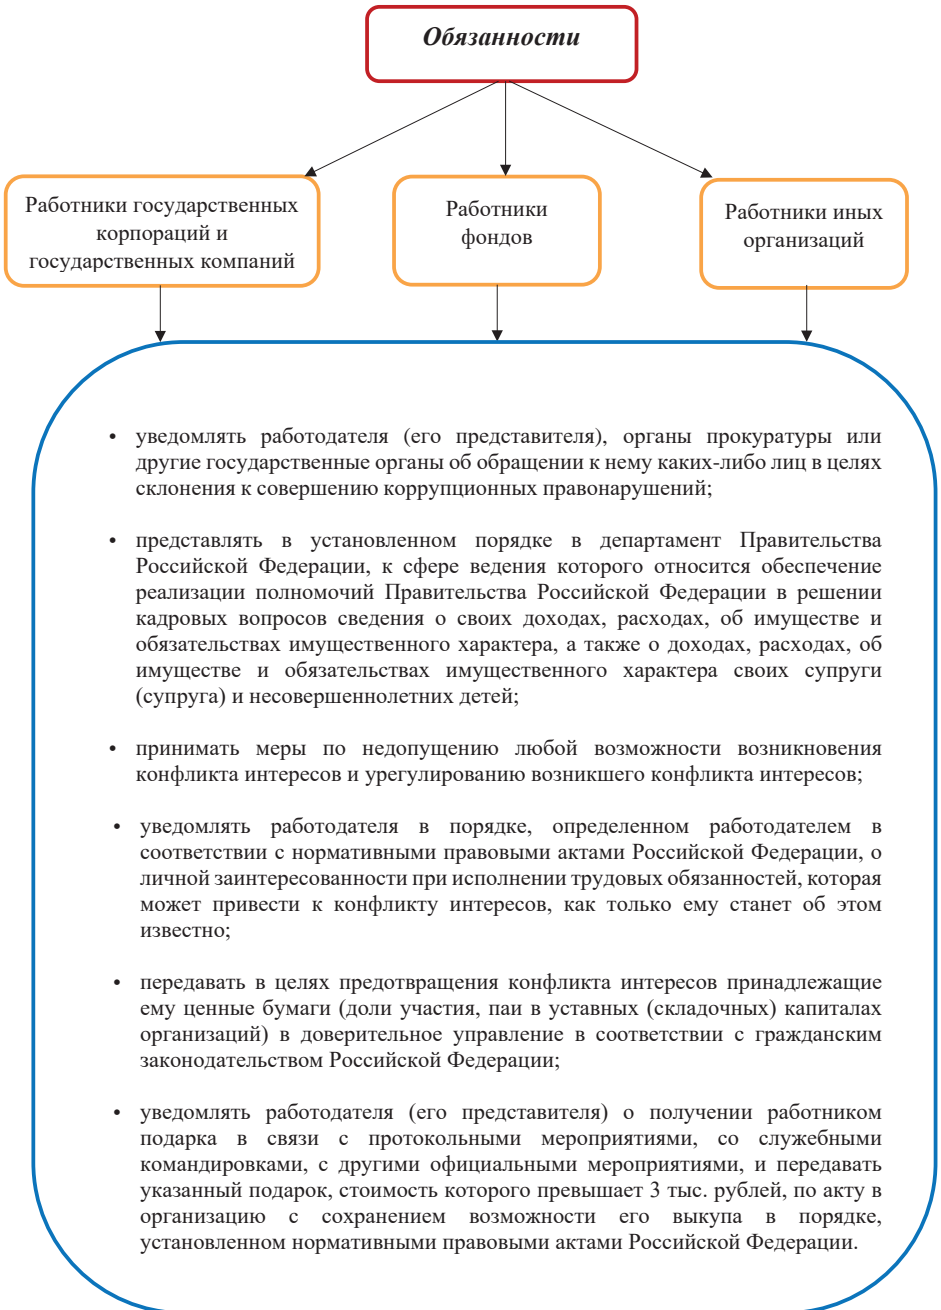 Обязанности
Работники государственных
корпораций и
государственных компаний
Работники
фондов
Работники иных
организаций
• уведомлять работодателя (его представителя), органы прокуратуры или
другие государственные органы об обращении к нему каких-либо лиц в целях
склонения к совершению коррупционных правонарушений;
• представлять в установленном порядке в департамент Правительства
Российской Федерации, к сфере ведения которого относится обеспечение
реализации полномочий Правительства Российской Федерации в решении
кадровых вопросов сведения о своих доходах, расходах, об имуществе и
обязательствах имущественного характера, а также о доходах, расходах, об
имуществе и обязательствах имущественного характера своих супруги
(супруга) и несовершеннолетних детей;
• принимать меры по недопущению любой возможности возникновения
конфликта интересов и урегулированию возникшего конфликта интересов;
• уведомлять работодателя в порядке, определенном работодателем в
соответствии с нормативными правовыми актами Российской Федерации, о
личной заинтересованности при исполнении трудовых обязанностей, которая
может привести к конфликту интересов, как только ему станет об этом
известно;
• передавать в целях предотвращения конфликта интересов принадлежащие
ему ценные бумаги (доли участия, паи в уставных (складочных) капиталах
организаций) в доверительное управление в соответствии с гражданским
законодательством Российской Федерации;
• уведомлять работодателя (его представителя) о получении работником
подарка в связи с протокольными мероприятиями, со служебными
командировками, с другими официальными мероприятиями, и передавать
указанный подарок, стоимость которого превышает 3 тыс. рублей, по акту в
организацию с сохранением возможности его выкупа в порядке,
установленном нормативными правовыми актами Российской Федерации.